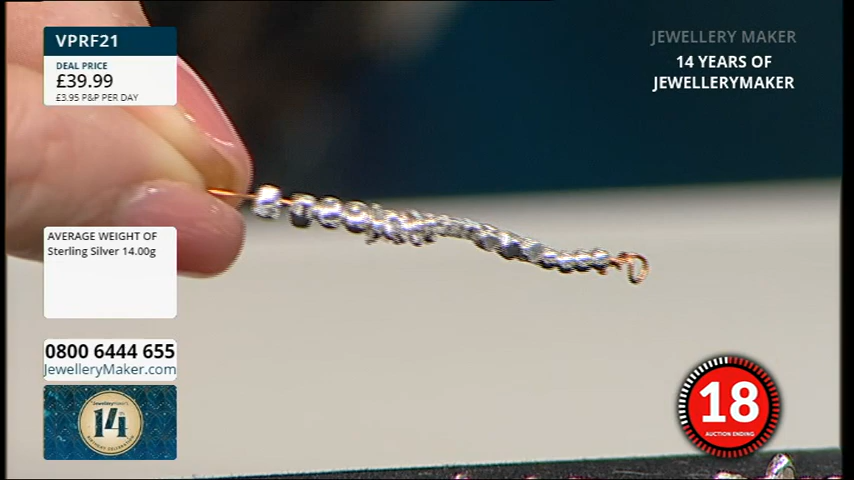 VPRF21
DEAL PRICE
£39.99
£3.95 P&P PER DAY
JEWELLERY MAKER
14 YEARS OF
JEWELLERYMAKER
AVERAGE WEIGHT OF
Sterling Silver 14.00g
0800 6444 655
JewelleryMaker.com
14
18
AUCTION ENDING